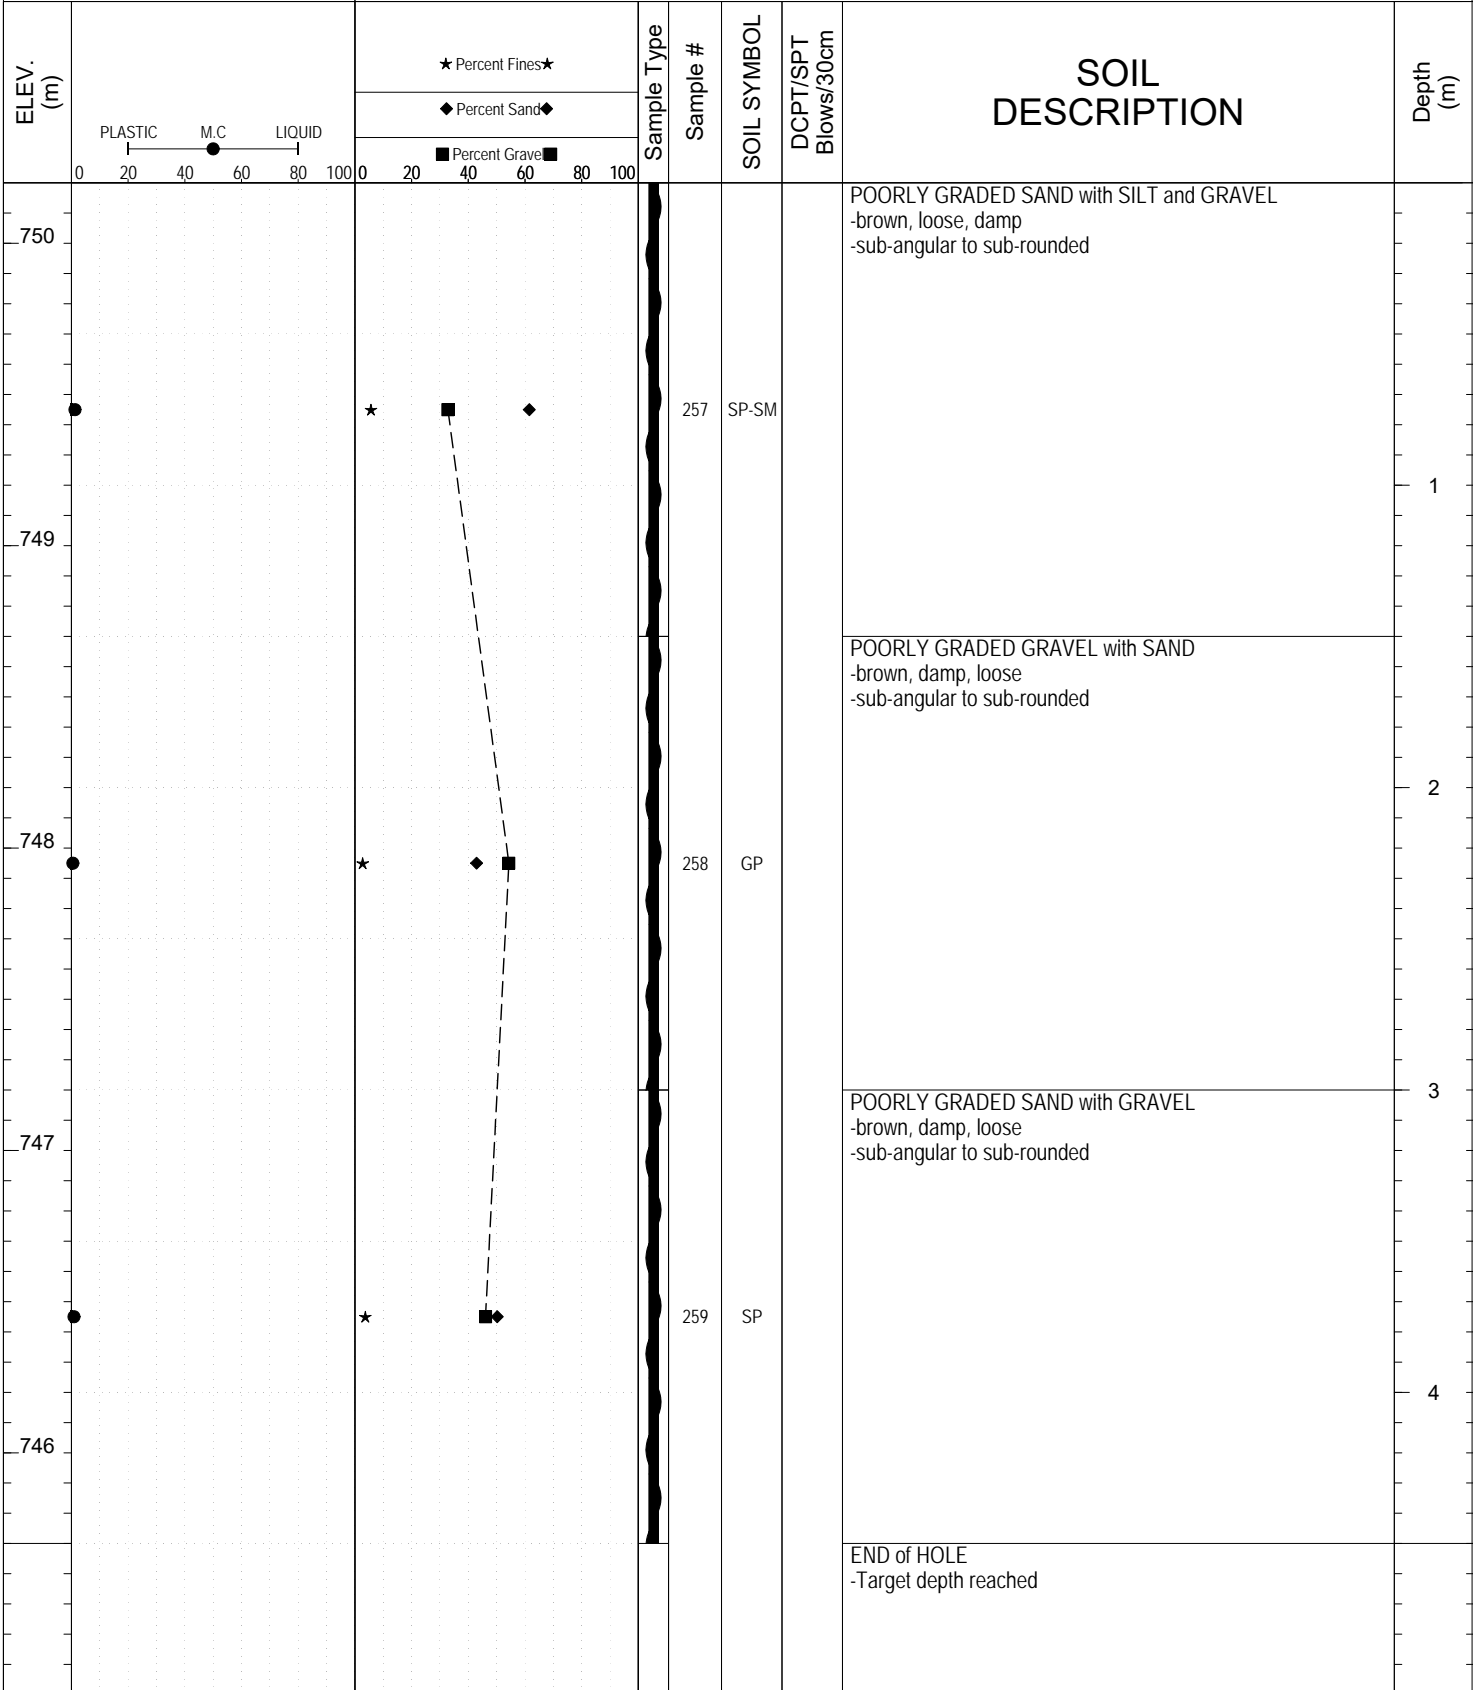 ELEV.
(m)
PLASTIC M.C LIQUID
0 20 40 60 80 100
★ Percent Fines ★
◆ Percent Sand ◆
■ Percent Gravel ■
0 20 40 60 80 100
Sample Type
Sample #
SOIL SYMBOL
DCPT/SPT
Blows/30cm
SOIL
DESCRIPTION
Depth
(m)
POORLY GRADED SAND with SILT and GRAVEL
-brown, loose, damp
-sub-angular to sub-rounded
750
257 SP-SM
1
749
POORLY GRADED GRAVEL with SAND
-brown, damp, loose
-sub-angular to sub-rounded
2
748
258 GP
3
POORLY GRADED SAND with GRAVEL
-brown, damp, loose
-sub-angular to sub-rounded
747
259 SP
4
746
END of HOLE
-Target depth reached